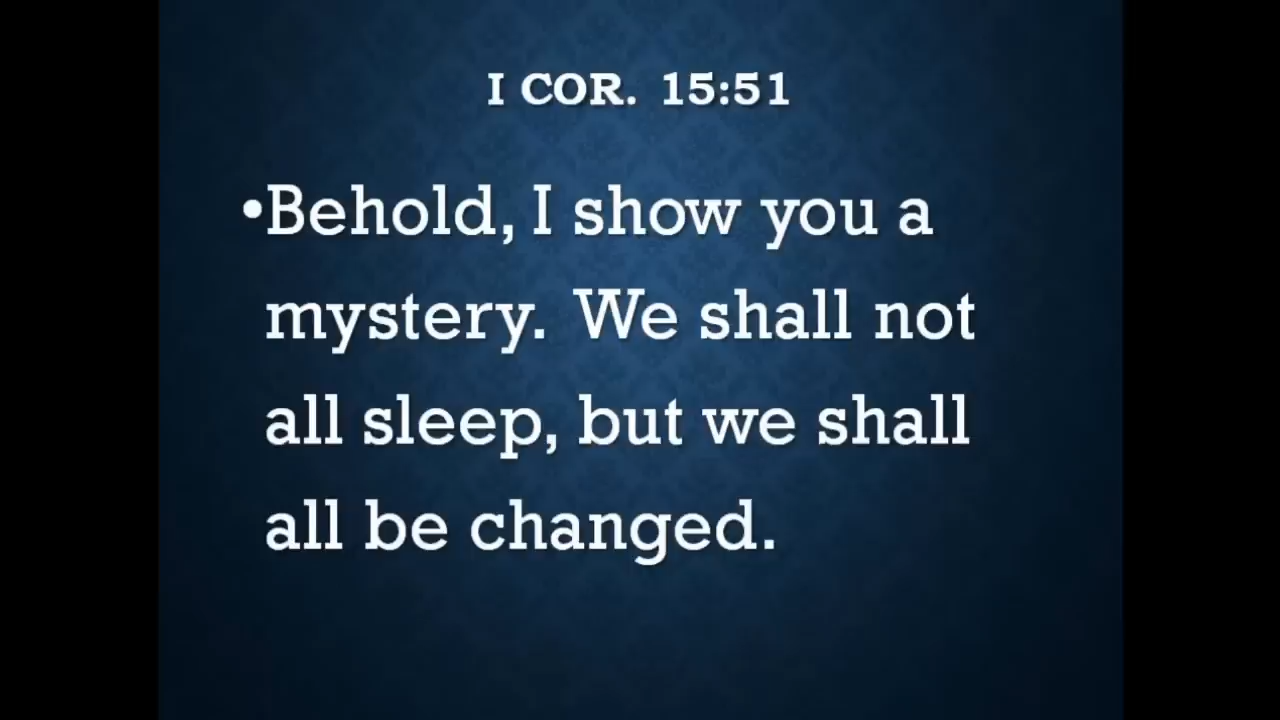 I COR. 15:51
•Behold, I show you a
mystery. We shall not
all sleep, but we shall
all be changed.